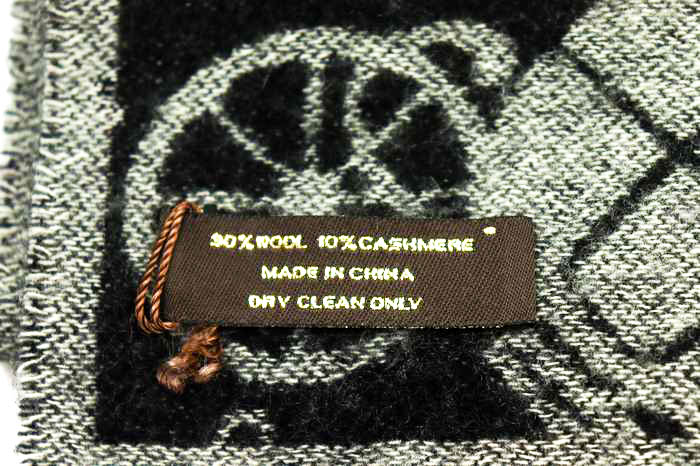 90% WOOL 10% CASHMERE
MADE IN CHINA
DRY CLEAN ONLY